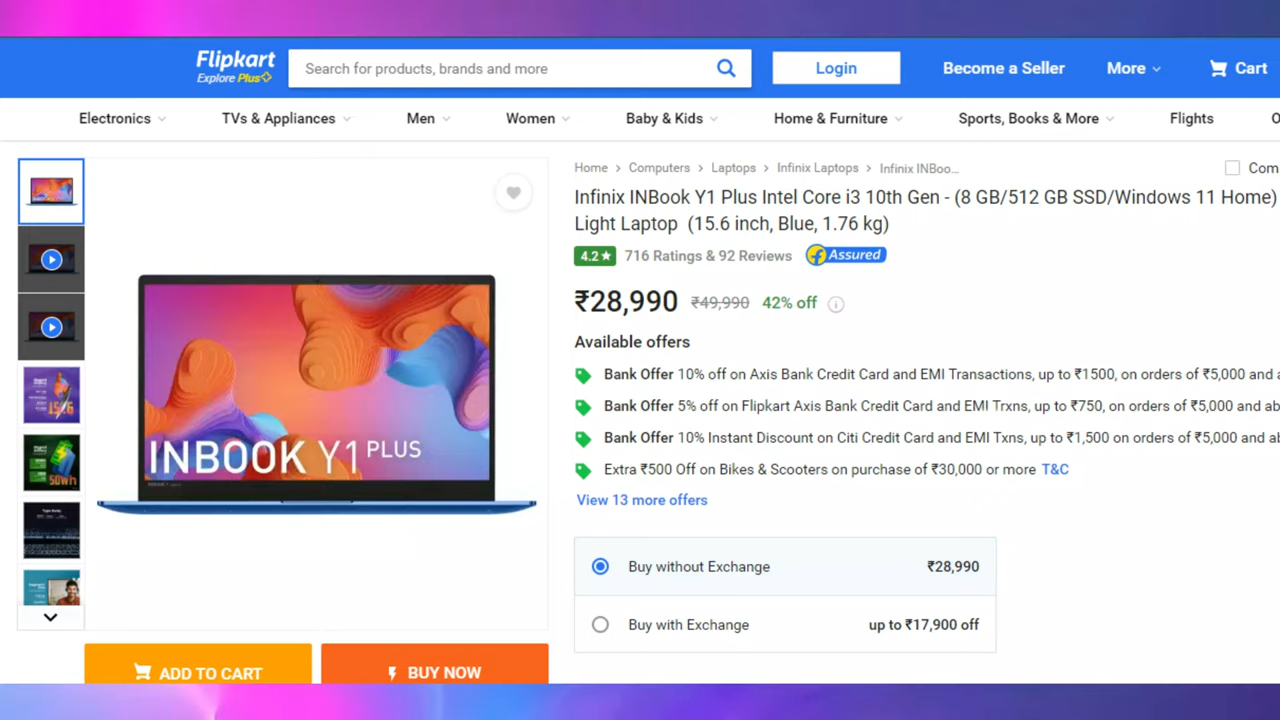 Flipkart
Explore Plus
Search for products, brands and more
Login
Become a Seller
More
Cart
Electronics
TVs & Appliances
Men
Women
Baby & Kids
Home & Furniture
Sports, Books & More
Flights
Home > Computers > Laptops > Infinix Laptops > Infinix INBoo...
Com
Infinix INBook Y1 Plus Intel Core i3 10th Gen - (8 GB/512 GB SSD/Windows 11 Home)
Light Laptop (15.6 inch, Blue, 1.76 kg)
4.2★ 716 Ratings & 92 Reviews Assured
₹28,990 ₹49,990 42% off
Available offers
Bank Offer 10% off on Axis Bank Credit Card and EMI Transactions, up to ₹1500, on orders of ₹5,000 and a
Bank Offer 5% off on Flipkart Axis Bank Credit Card and EMI Trxns, up to ₹750, on orders of ₹5,000 and ab
Bank Offer 10% Instant Discount on Citi Credit Card and EMI Txns, up to ₹1,500 on orders of ₹5,000 and ab
Extra ₹500 Off on Bikes & Scooters on purchase of ₹30,000 or more T&C
View 13 more offers
Buy without Exchange ₹28,990
Buy with Exchange up to ₹17,900 off
INBOOK Y1 PLUS
50WH
ADD TO CART
BUY NOW